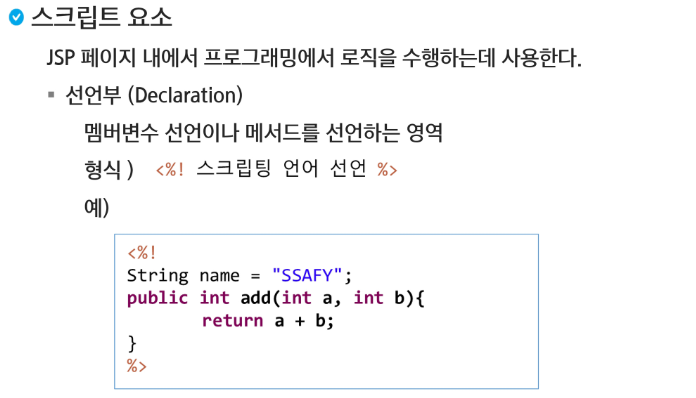 스크립트 요소
JSP 페이지 내에서 프로그래밍에서 로직을 수행하는데 사용한다.
선언부 (Declaration)
멤버변수 선언이나 메서드를 선언하는 영역
형식 ) <%! 스크립팅 언어 선언 %>
예)
<%!
String name = "SSAFY";
public int add(int a, int b){
return a + b;
}
%>